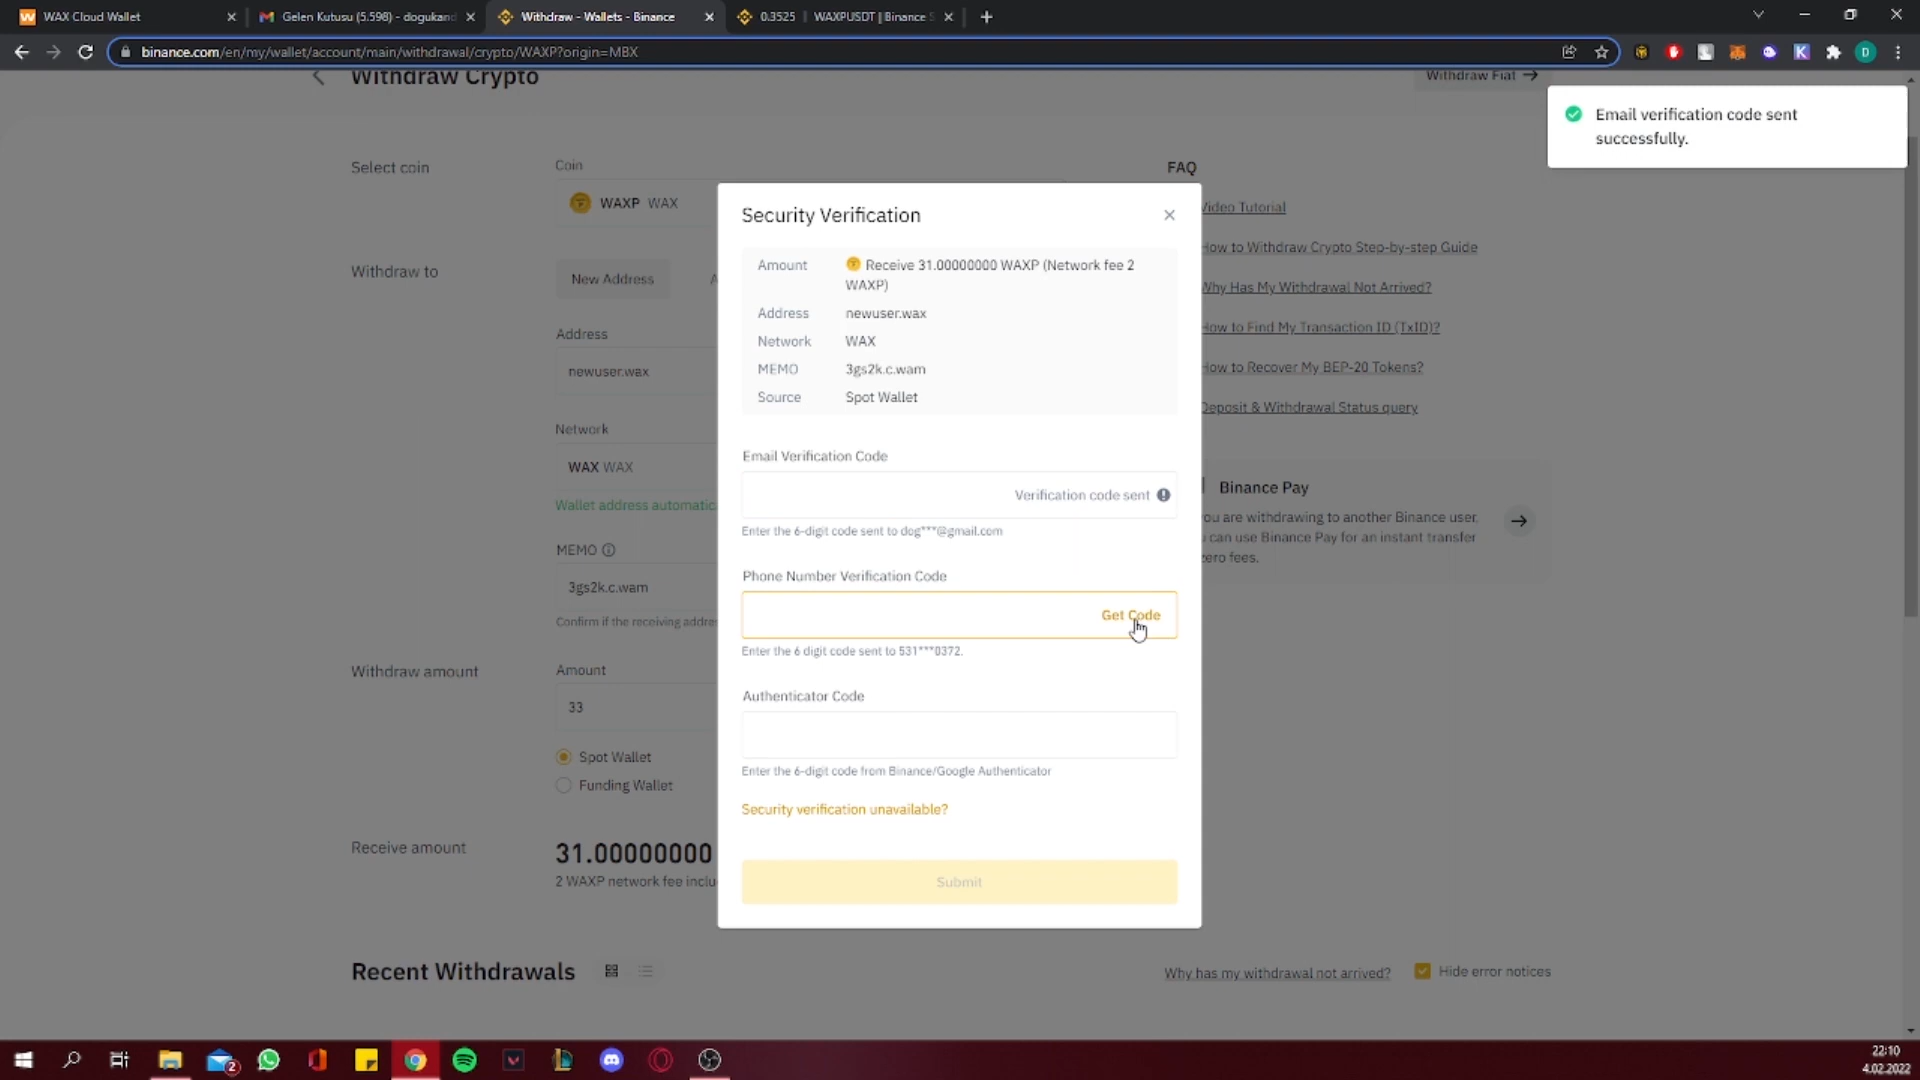 WAX Cloud Wallet
Gelen Kutusu (5.598) - dogukand
Withdraw - Wallets - Binance
0.3525 | WAXPUSDT | Binance S
binance.com/en/my/wallet/account/main/withdrawal/crypto/WAXP?origin=MBX
Withdraw Crypto
Withdraw Fiat
Email verification code sent
successfully.
Select coin
Coin
WAXP WAX
Withdraw to
New Address
A
Address
newuser.wax
Network
WAX WAX
Wallet address automatic
MEMO
3gs2k.c.wam
Confirm if the receiving addre
Withdraw amount
Amount
33
Spot Wallet
Funding Wallet
Receive amount
31.00000000
2 WAXP network fee inclu
Security Verification
Amount
Receive 31.00000000 WAXP (Network fee 2
WAXP)
Address
newuser.wax
Network
WAX
MEMO
3gs2k.c.wam
Source
Spot Wallet
Email Verification Code
Verification code sent
Enter the 6-digit code sent to dog***@gmail.com
Phone Number Verification Code
Get Code
Enter the 6 digit code sent to 531***0372.
Authenticator Code
Enter the 6-digit code from Binance/Google Authenticator
Security verification unavailable?
Submit
FAQ
Video Tutorial
How to Withdraw Crypto Step-by-step Guide
Why Has My Withdrawal Not Arrived?
How to Find My Transaction ID (TxID)?
How to Recover My BEP-20 Tokens?
Deposit & Withdrawal Status query
Binance Pay
you are withdrawing to another Binance user,
can use Binance Pay for an instant transfer
zero fees.
Recent Withdrawals
Why has my withdrawal not arrived?
Hide error notices
22:10
4.02.2022